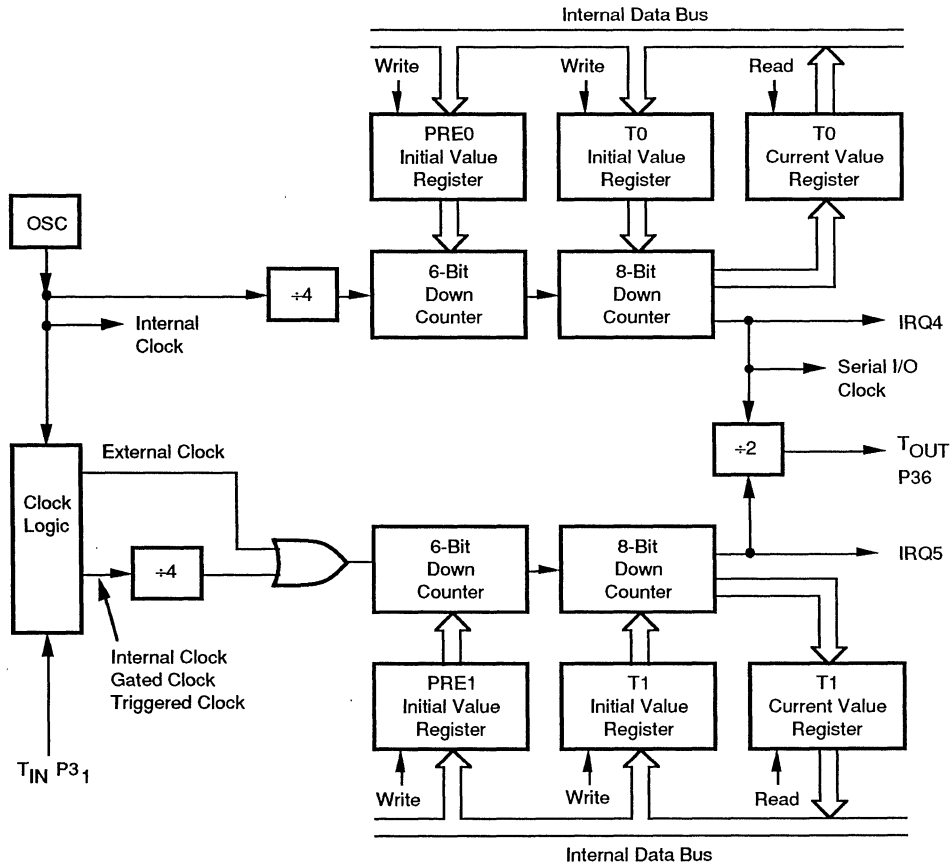 Internal Data Bus
Write
Write
Read
PRE0
Initial Value
Register
T0
Initial Value
Register
T0
Current Value
Register
OSC
÷4
6-Bit
Down
Counter
8-Bit
Down
Counter
Internal
Clock
IRQ4
Serial I/O
Clock
÷2
TOUT
P36
External Clock
Clock
Logic
÷4
6-Bit
Down
Counter
8-Bit
Down
Counter
IRQ5
Internal Clock
Gated Clock
Triggered Clock
PRE1
Initial Value
Register
T1
Initial Value
Register
T1
Current Value
Register
TIN P31
Write
Write
Read
Internal Data Bus